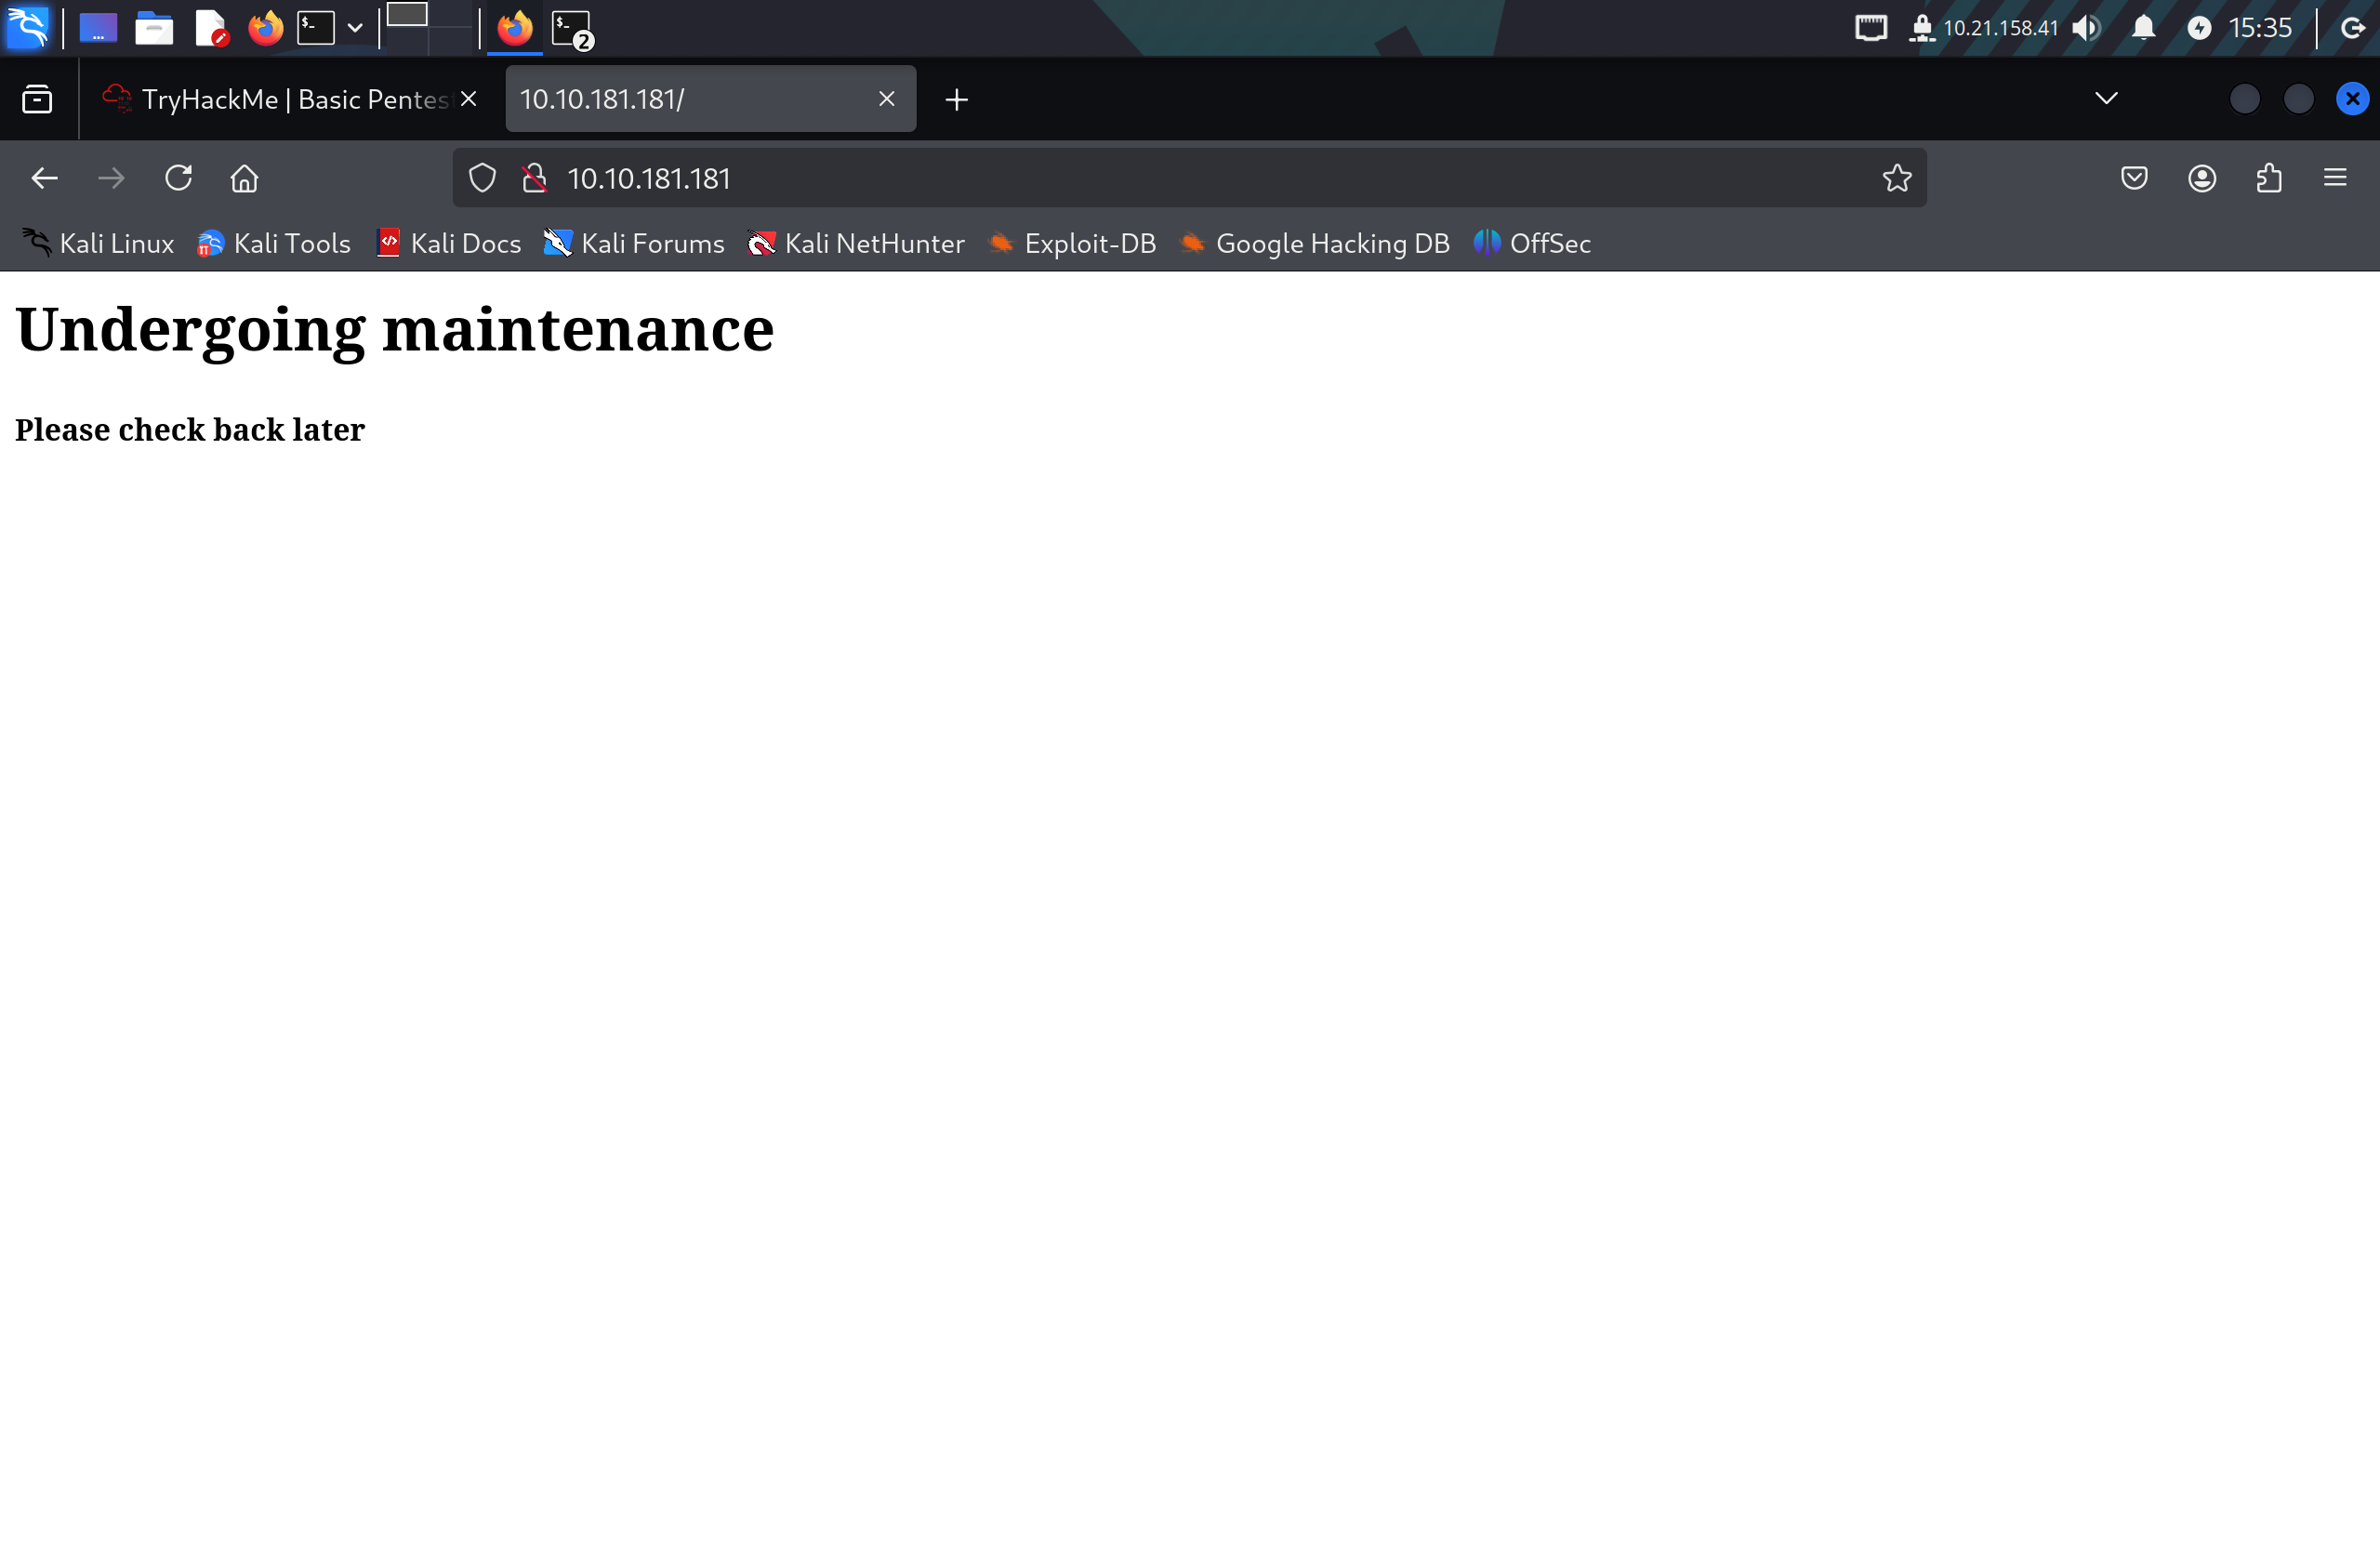 10.21.158.41
15:35
2
TryHackMe | Basic Pentes
10.10.181.181/
10.10.181.181
Kali Linux
Kali Tools
Kali Docs
Kali Forums
Kali NetHunter
Exploit-DB
Google Hacking DB
OffSec
Undergoing maintenance
Please check back later